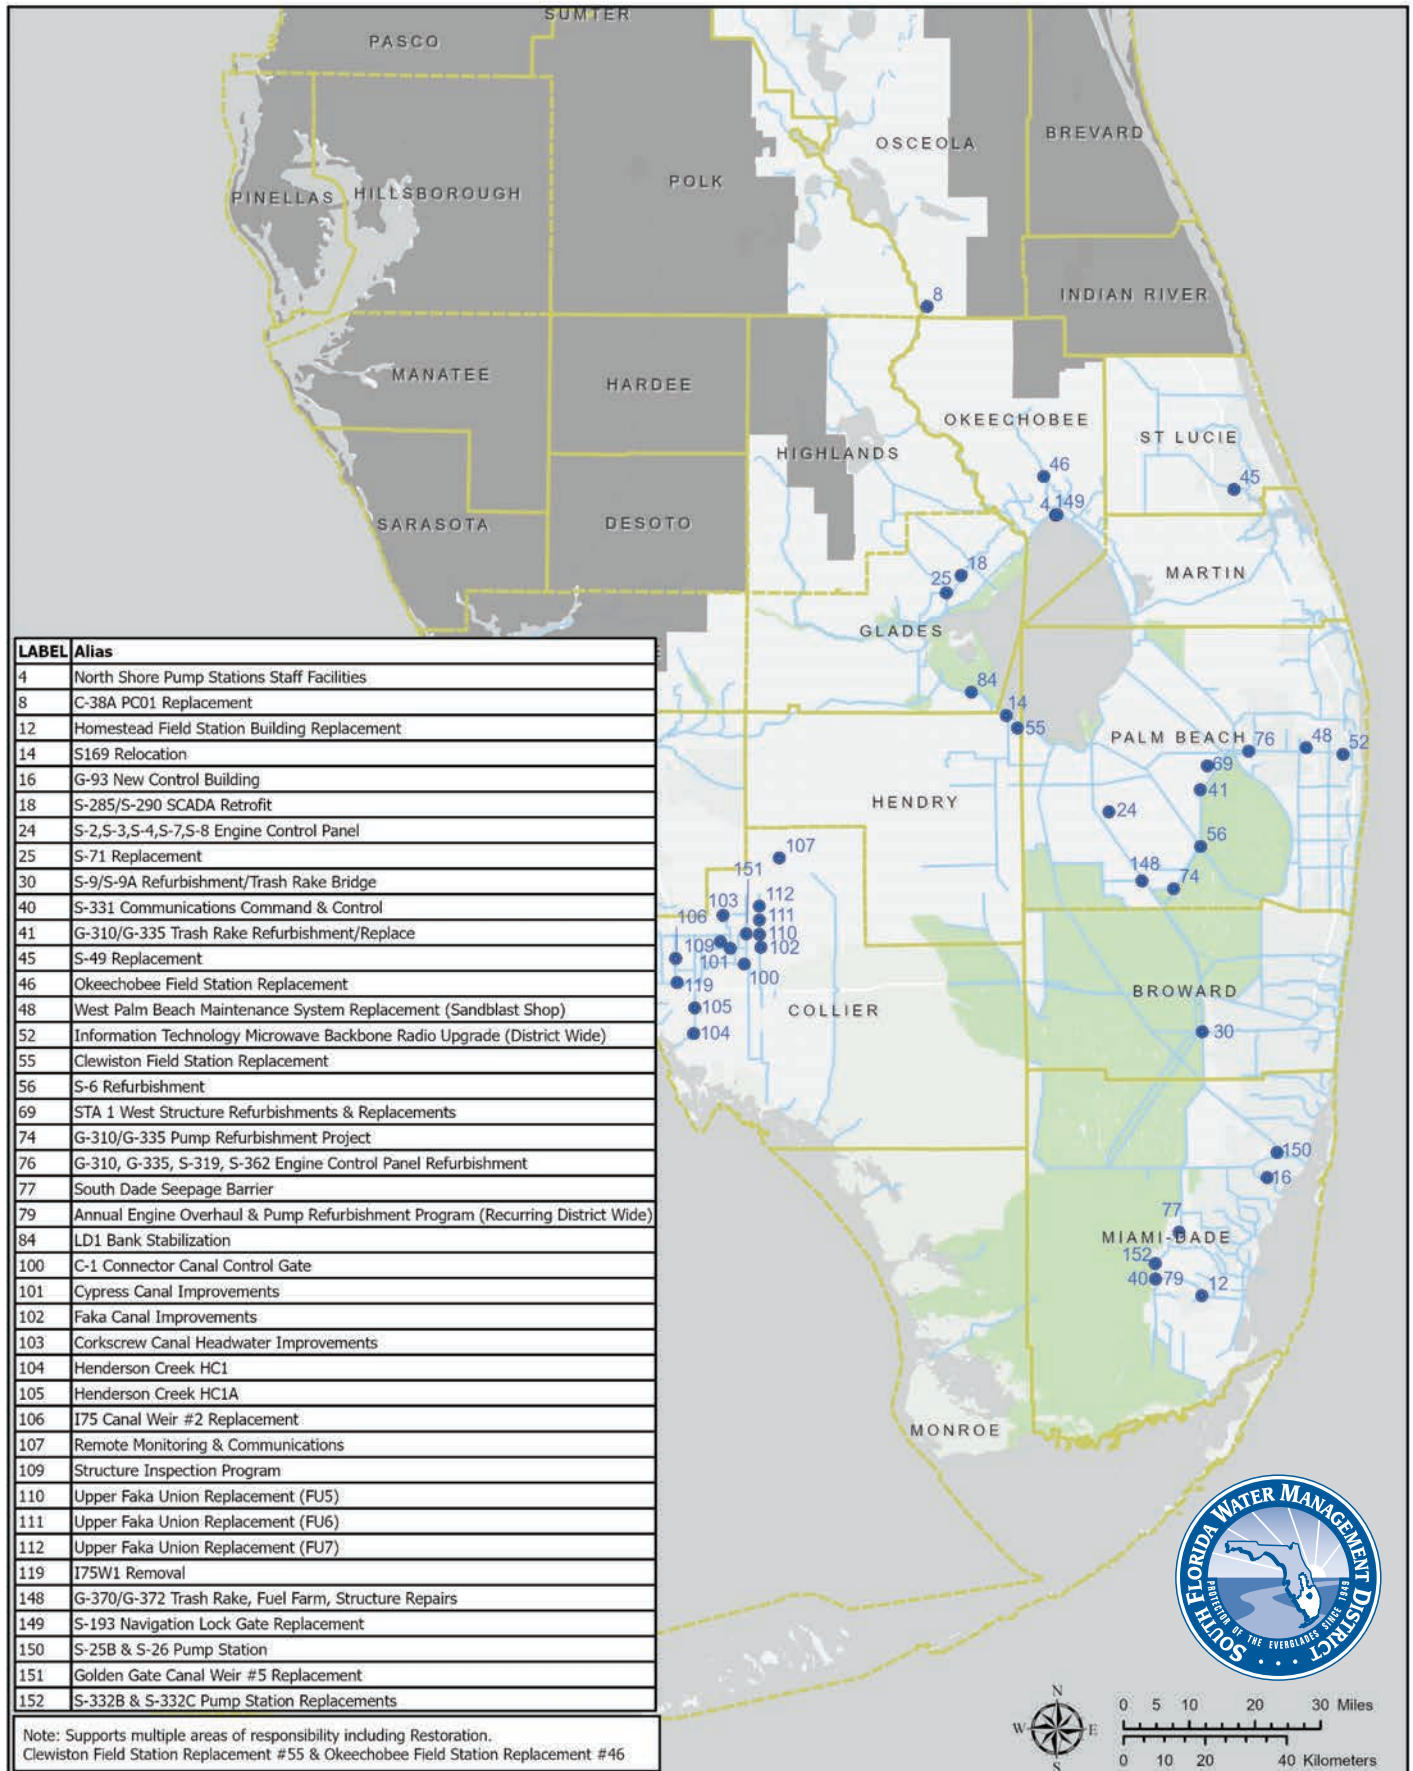 SUMTER
PASCO
OSCEOLA
BREVARD
POLK
PINELLAS
HILLSBOROUGH
8
INDIAN RIVER
MANATEE
HARDEE
OKEECHOBEE
ST LUCIE
HIGHLANDS
46
45
4 149
SARASOTA
DESOTO
MARTIN
18
25
GLADES
84
14
55
PALM BEACH
76
48
52
69
41
HENDRY
24
56
107
151
148
74
112
103
106
111
110
109
102
101
100
119
BROWARD
105
COLLIER
104
30
150
16
77
MIAMI-DADE
152
40
79
12
MONROE
LABEL Alias
4 North Shore Pump Stations Staff Facilities
8 C-38A PC01 Replacement
12 Homestead Field Station Building Replacement
14 S169 Relocation
16 G-93 New Control Building
18 S-285/S-290 SCADA Retrofit
24 S-2,S-3,S-4,S-7,S-8 Engine Control Panel
25 S-71 Replacement
30 S-9/S-9A Refurbishment/Trash Rake Bridge
40 S-331 Communications Command & Control
41 G-310/G-335 Trash Rake Refurbishment/Replace
45 S-49 Replacement
46 Okeechobee Field Station Replacement
48 West Palm Beach Maintenance System Replacement (Sandblast Shop)
52 Information Technology Microwave Backbone Radio Upgrade (District Wide)
55 Clewiston Field Station Replacement
56 S-6 Refurbishment
69 STA 1 West Structure Refurbishments & Replacements
74 G-310/G-335 Pump Refurbishment Project
76 G-310, G-335, S-319, S-362 Engine Control Panel Refurbishment
77 South Dade Seepage Barrier
79 Annual Engine Overhaul & Pump Refurbishment Program (Recurring District Wide)
84 LD1 Bank Stabilization
100 C-1 Connector Canal Control Gate
101 Cypress Canal Improvements
102 Faka Canal Improvements
103 Corkscrew Canal Headwater Improvements
104 Henderson Creek HC1
105 Henderson Creek HC1A
106 I75 Canal Weir #2 Replacement
107 Remote Monitoring & Communications
109 Structure Inspection Program
110 Upper Faka Union Replacement (FU5)
111 Upper Faka Union Replacement (FU6)
112 Upper Faka Union Replacement (FU7)
119 I75W1 Removal
148 G-370/G-372 Trash Rake, Fuel Farm, Structure Repairs
149 S-193 Navigation Lock Gate Replacement
150 S-25B & S-26 Pump Station
151 Golden Gate Canal Weir #5 Replacement
152 S-332B & S-332C Pump Station Replacements
Note: Supports multiple areas of responsibility including Restoration.
Clewiston Field Station Replacement #55 & Okeechobee Field Station Replacement #46
SOUTH FLORIDA WATER MANAGEMENT DISTRICT
PROTECTOR OF THE EVERGLADES SINCE 1949
N
W E
S
0 5 10 20 30 Miles
0 10 20 40 Kilometers